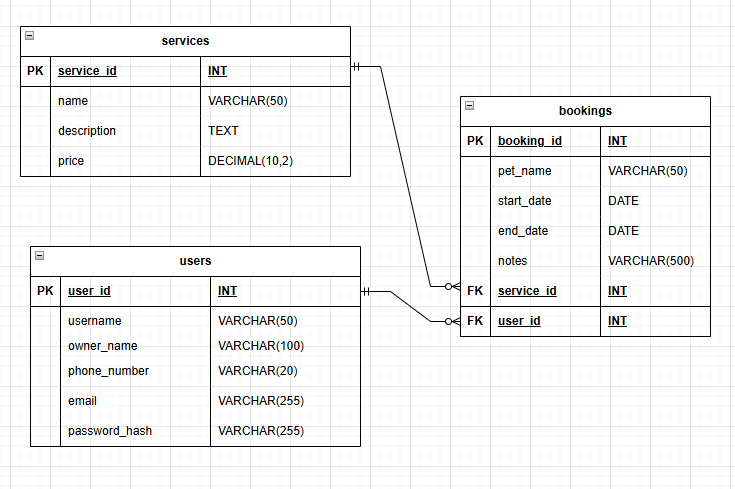 services
PK service_id INT
name VARCHAR(50)
description TEXT
price DECIMAL(10,2)
bookings
PK booking_id INT
pet_name VARCHAR(50)
start_date DATE
end_date DATE
notes VARCHAR(500)
FK service_id INT
FK user_id INT
users
PK user_id INT
username VARCHAR(50)
owner_name VARCHAR(100)
phone_number VARCHAR(20)
email VARCHAR(255)
password_hash VARCHAR(255)